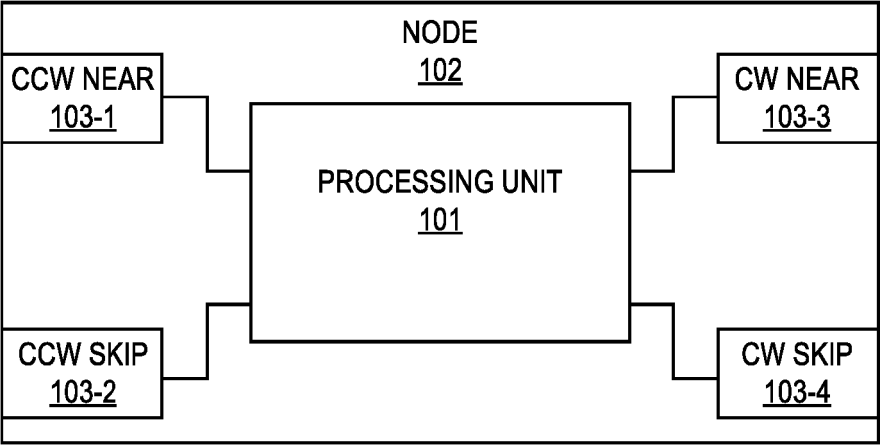 NODE
102
CCW NEAR
103-1
CW NEAR
103-3
PROCESSING UNIT
101
CCW SKIP
103-2
CW SKIP
103-4